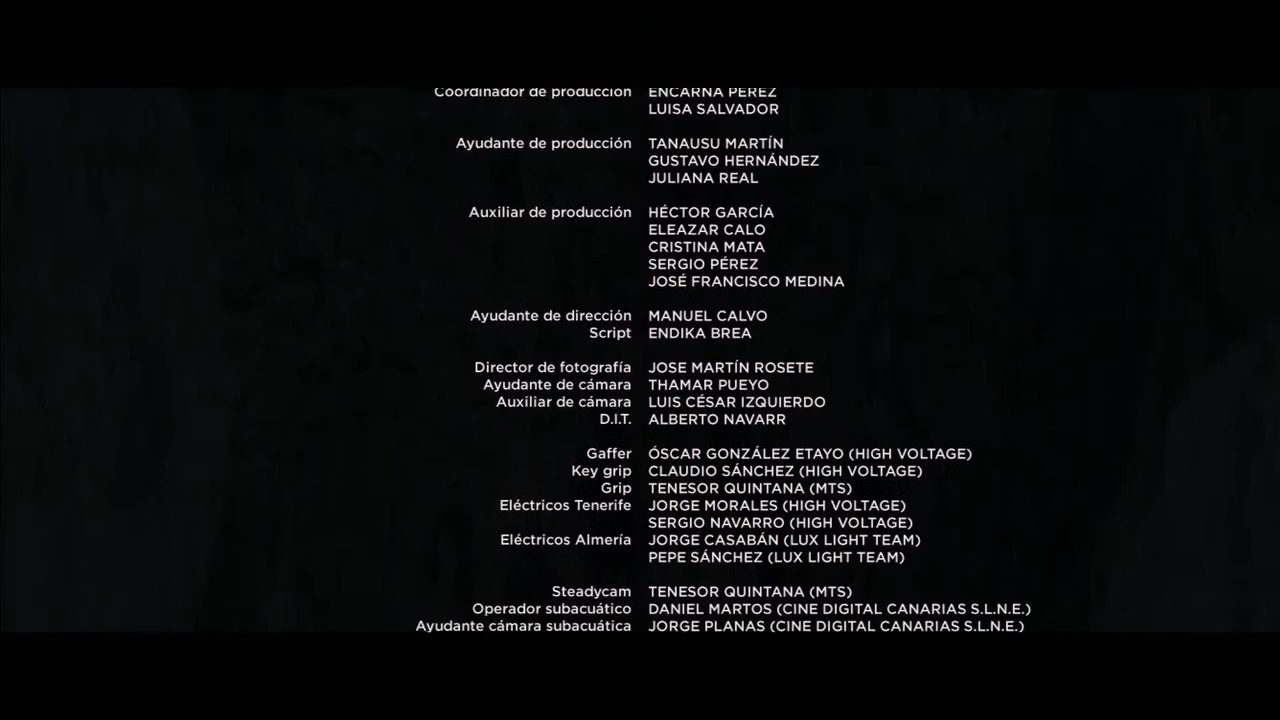 Coordinador de producción ENCARNA PÉREZ
LUISA SALVADOR
Ayudante de producción TANAUSU MARTÍN
GUSTAVO HERNÁNDEZ
JULIANA REAL
Auxiliar de producción HÉCTOR GARCÍA
ELEAZAR CALO
CRISTINA MATA
SERGIO PÉREZ
JOSÉ FRANCISCO MEDINA
Ayudante de dirección MANUEL CALVO
Script ENDIKA BREA
Director de fotografía JOSE MARTÍN ROSETE
Ayudante de cámara THAMAR PUEYO
Auxiliar de cámara LUIS CÉSAR IZQUIERDO
D.I.T. ALBERTO NAVARR
Gaffer ÓSCAR GONZÁLEZ ETAYO (HIGH VOLTAGE)
Key grip CLAUDIO SÁNCHEZ (HIGH VOLTAGE)
Grip TENESOR QUINTANA (MTS)
Eléctricos Tenerife JORGE MORALES (HIGH VOLTAGE)
SERGIO NAVARRO (HIGH VOLTAGE)
Eléctricos Almería JORGE CASABÁN (LUX LIGHT TEAM)
PEPE SÁNCHEZ (LUX LIGHT TEAM)
Steadycam TENESOR QUINTANA (MTS)
Operador subacuático DANIEL MARTOS (CINE DIGITAL CANARIAS S.L.N.E.)
Ayudante cámara subacuática JORGE PLANAS (CINE DIGITAL CANARIAS S.L.N.E.)